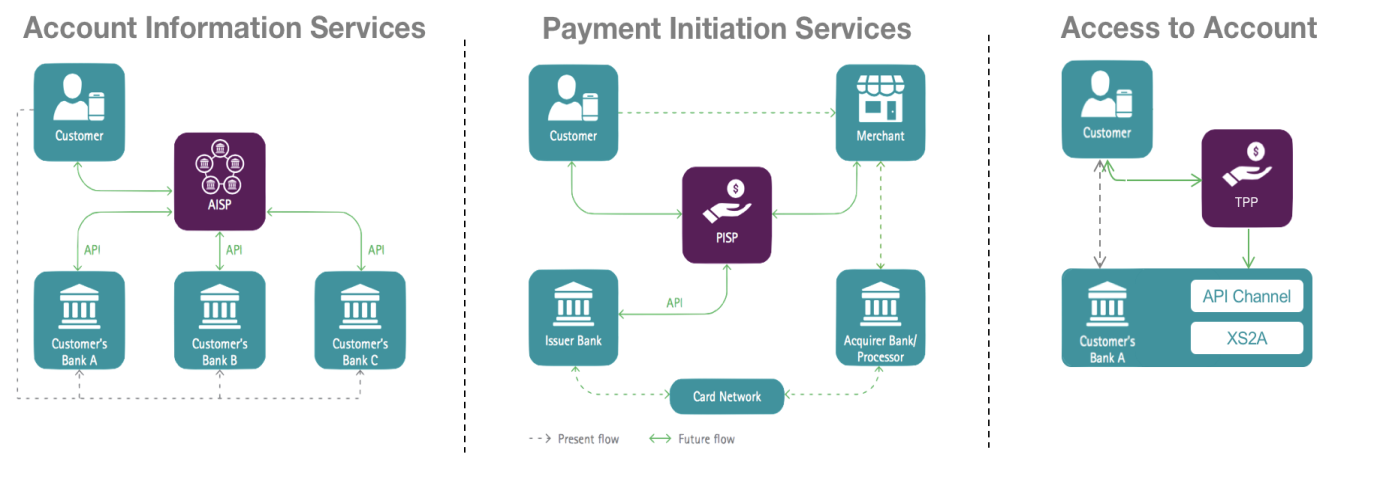 Account Information Services
Customer
AISP
API
API
API
Customer's
Bank A
Customer's
Bank B
Customer's
Bank C
Payment Initiation Services
Customer
Merchant
PISP
API
Issuer Bank
Acquirer Bank/
Processor
Card Network
Present flow
Future flow
Access to Account
Customer
TPP
API Channel
XS2A
Customer's
Bank A